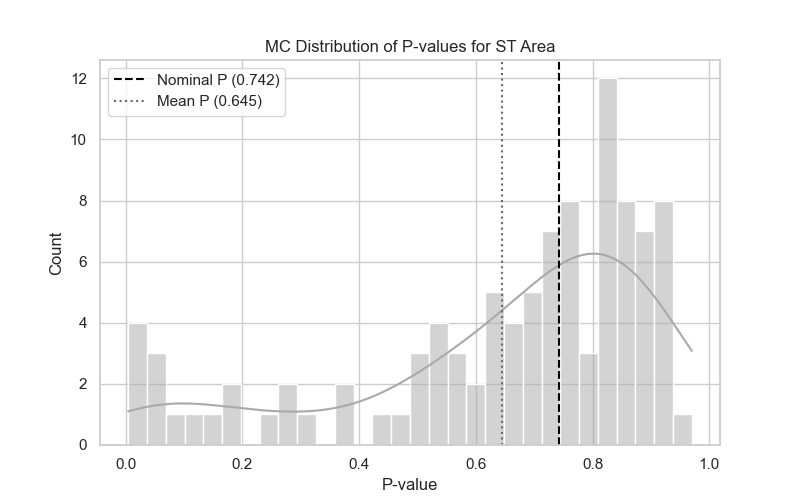 MC Distribution of P-values for ST Area
Nominal P (0.742)
Mean P (0.645)
12
10
8
6
4
2
0
Count
0.0 0.2 0.4 0.6 0.8 1.0
P-value